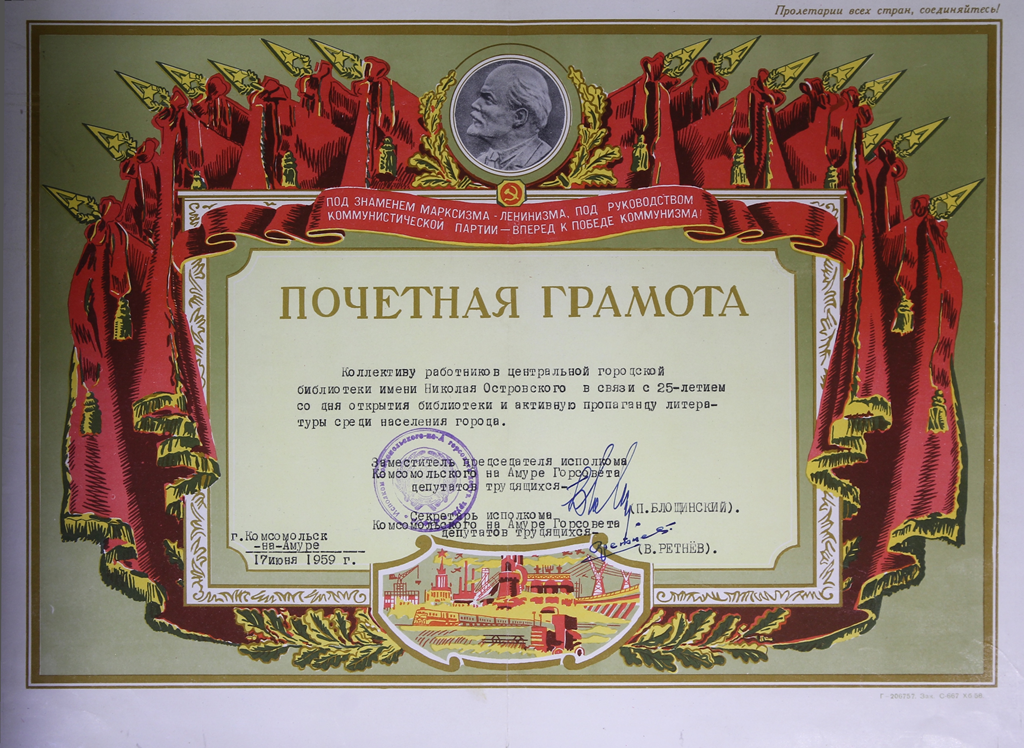 Пролетарии всех стран, соединяйтесь!
ПОД ЗНАМЕНЕМ МАРКСИЗМА-ЛЕНИНИЗМА, ПОД РУКОВОДСТВОМ
КОММУНИСТИЧЕСКОЙ ПАРТИИ—ВПЕРЕД К ПОБЕДЕ КОММУНИЗМА!
ПОЧЕТНАЯ ГРАМОТА
Коллективу работников центральной городской
библиотеки имени Николая Островского в связи с 25-летием
со дня открытия библиотеки и активную пропаганду литера-
туры среди населения города.
Заместитель председателя исполкома
Комсомольского на Амуре Горсовета
депутатов трудящихся-
(П.БЛОЩИНСКИЙ).
Секретарь исполкома
Комсомольского на Амуре Горсовета
депутатов трудящихся-
(В.РЕТНЁВ).
г.Комсомольск
-на-Амуре
17 июня 1959 г.